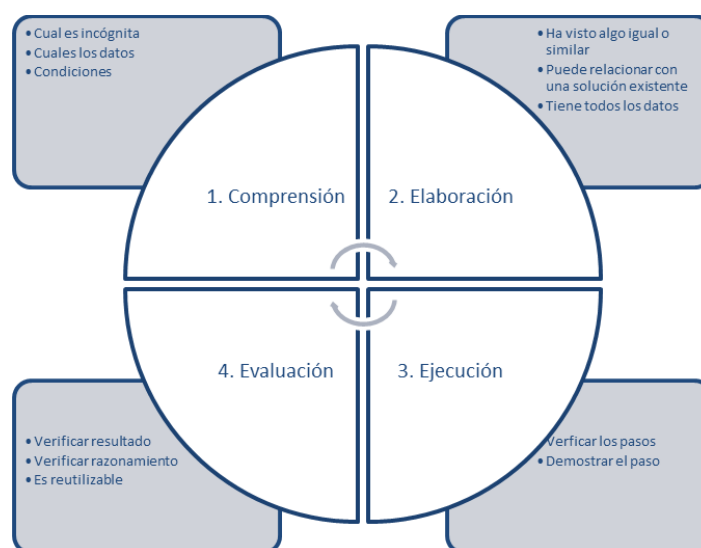 • Cual es incógnita
• Cuales los datos
• Condiciones
• Ha visto algo igual o
similar
• Puede relacionar con
una solución existente
• Tiene todos los datos
1. Comprensión
2. Elaboración
4. Evaluación
3. Ejecución
• Verificar resultado
• Verificar razonamiento
• Es reutilizable
Verficar los pasos
• Demostrar el paso